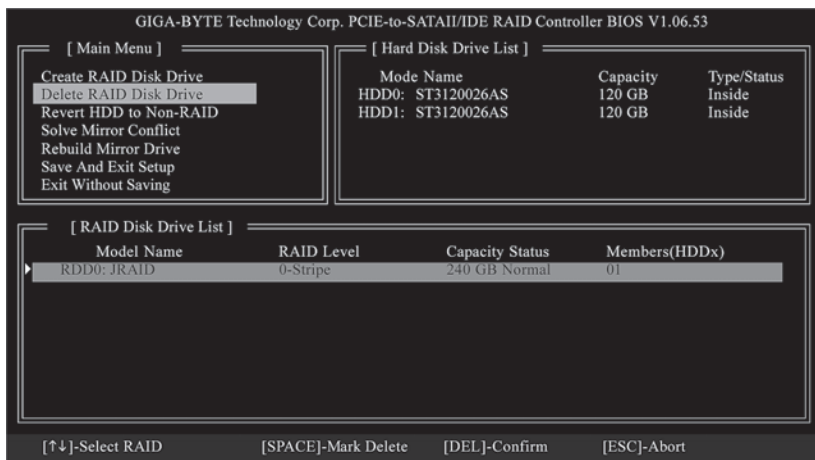 GIGA-BYTE Technology Corp. PCIE-to-SATAII/IDE RAID Controller BIOS V1.06.53
[ Main Menu ]
Create RAID Disk Drive
Delete RAID Disk Drive
Revert HDD to Non-RAID
Solve Mirror Conflict
Rebuild Mirror Drive
Save And Exit Setup
Exit Without Saving
[ Hard Disk Drive List ]
Mode Name Capacity Type/Status
HDD0: ST3120026AS 120 GB Inside
HDD1: ST3120026AS 120 GB Inside
[ RAID Disk Drive List ]
Model Name RAID Level Capacity Status Members(HDDx)
RDD0: JRAID 0-Stripe 240 GB Normal 01
[↑↓]-Select RAID [SPACE]-Mark Delete [DEL]-Confirm [ESC]-Abort